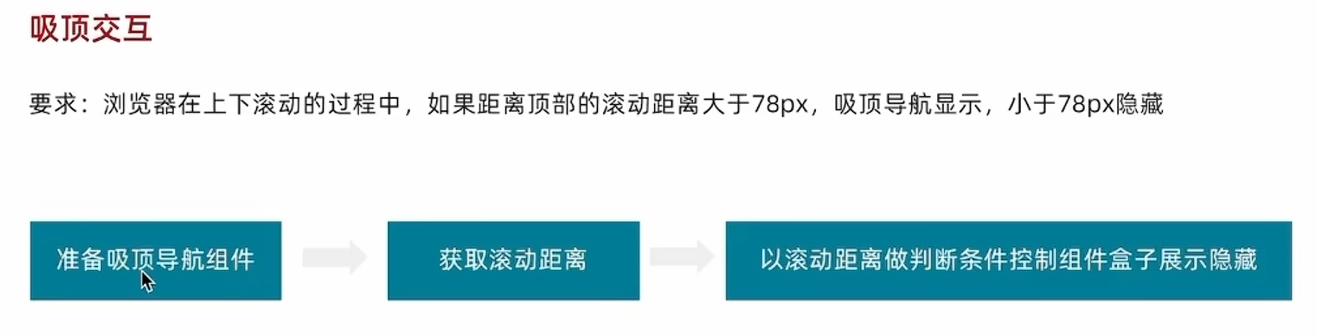 吸顶交互
要求：浏览器在上下滚动的过程中，如果距离顶部的滚动距离大于78px，吸顶导航显示，小于78px隐藏
准备吸顶导航组件
获取滚动距离
以滚动距离做判断条件控制组件盒子展示隐藏